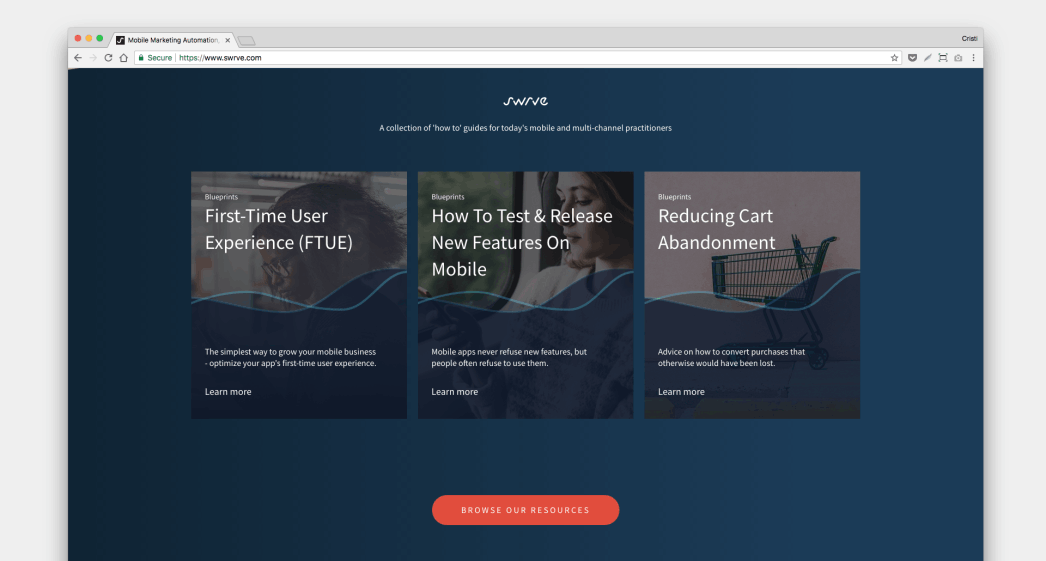 Mobile Marketing Automation,
Cristi
Secure
https://www.swrve.com
swrve
A collection of 'how to' guides for today's mobile and multi-channel practitioners
Blueprints
First-Time User
Experience (FTUE)
The simplest way to grow your mobile business
- optimize your app's first-time user experience.
Learn more
Blueprints
How To Test & Release
New Features On
Mobile
Mobile apps never refuse new features, but
people often refuse to use them.
Learn more
Blueprints
Reducing Cart
Abandonment
Advice on how to convert purchases that
otherwise would have been lost.
Learn more
BROWSE OUR RESOURCES